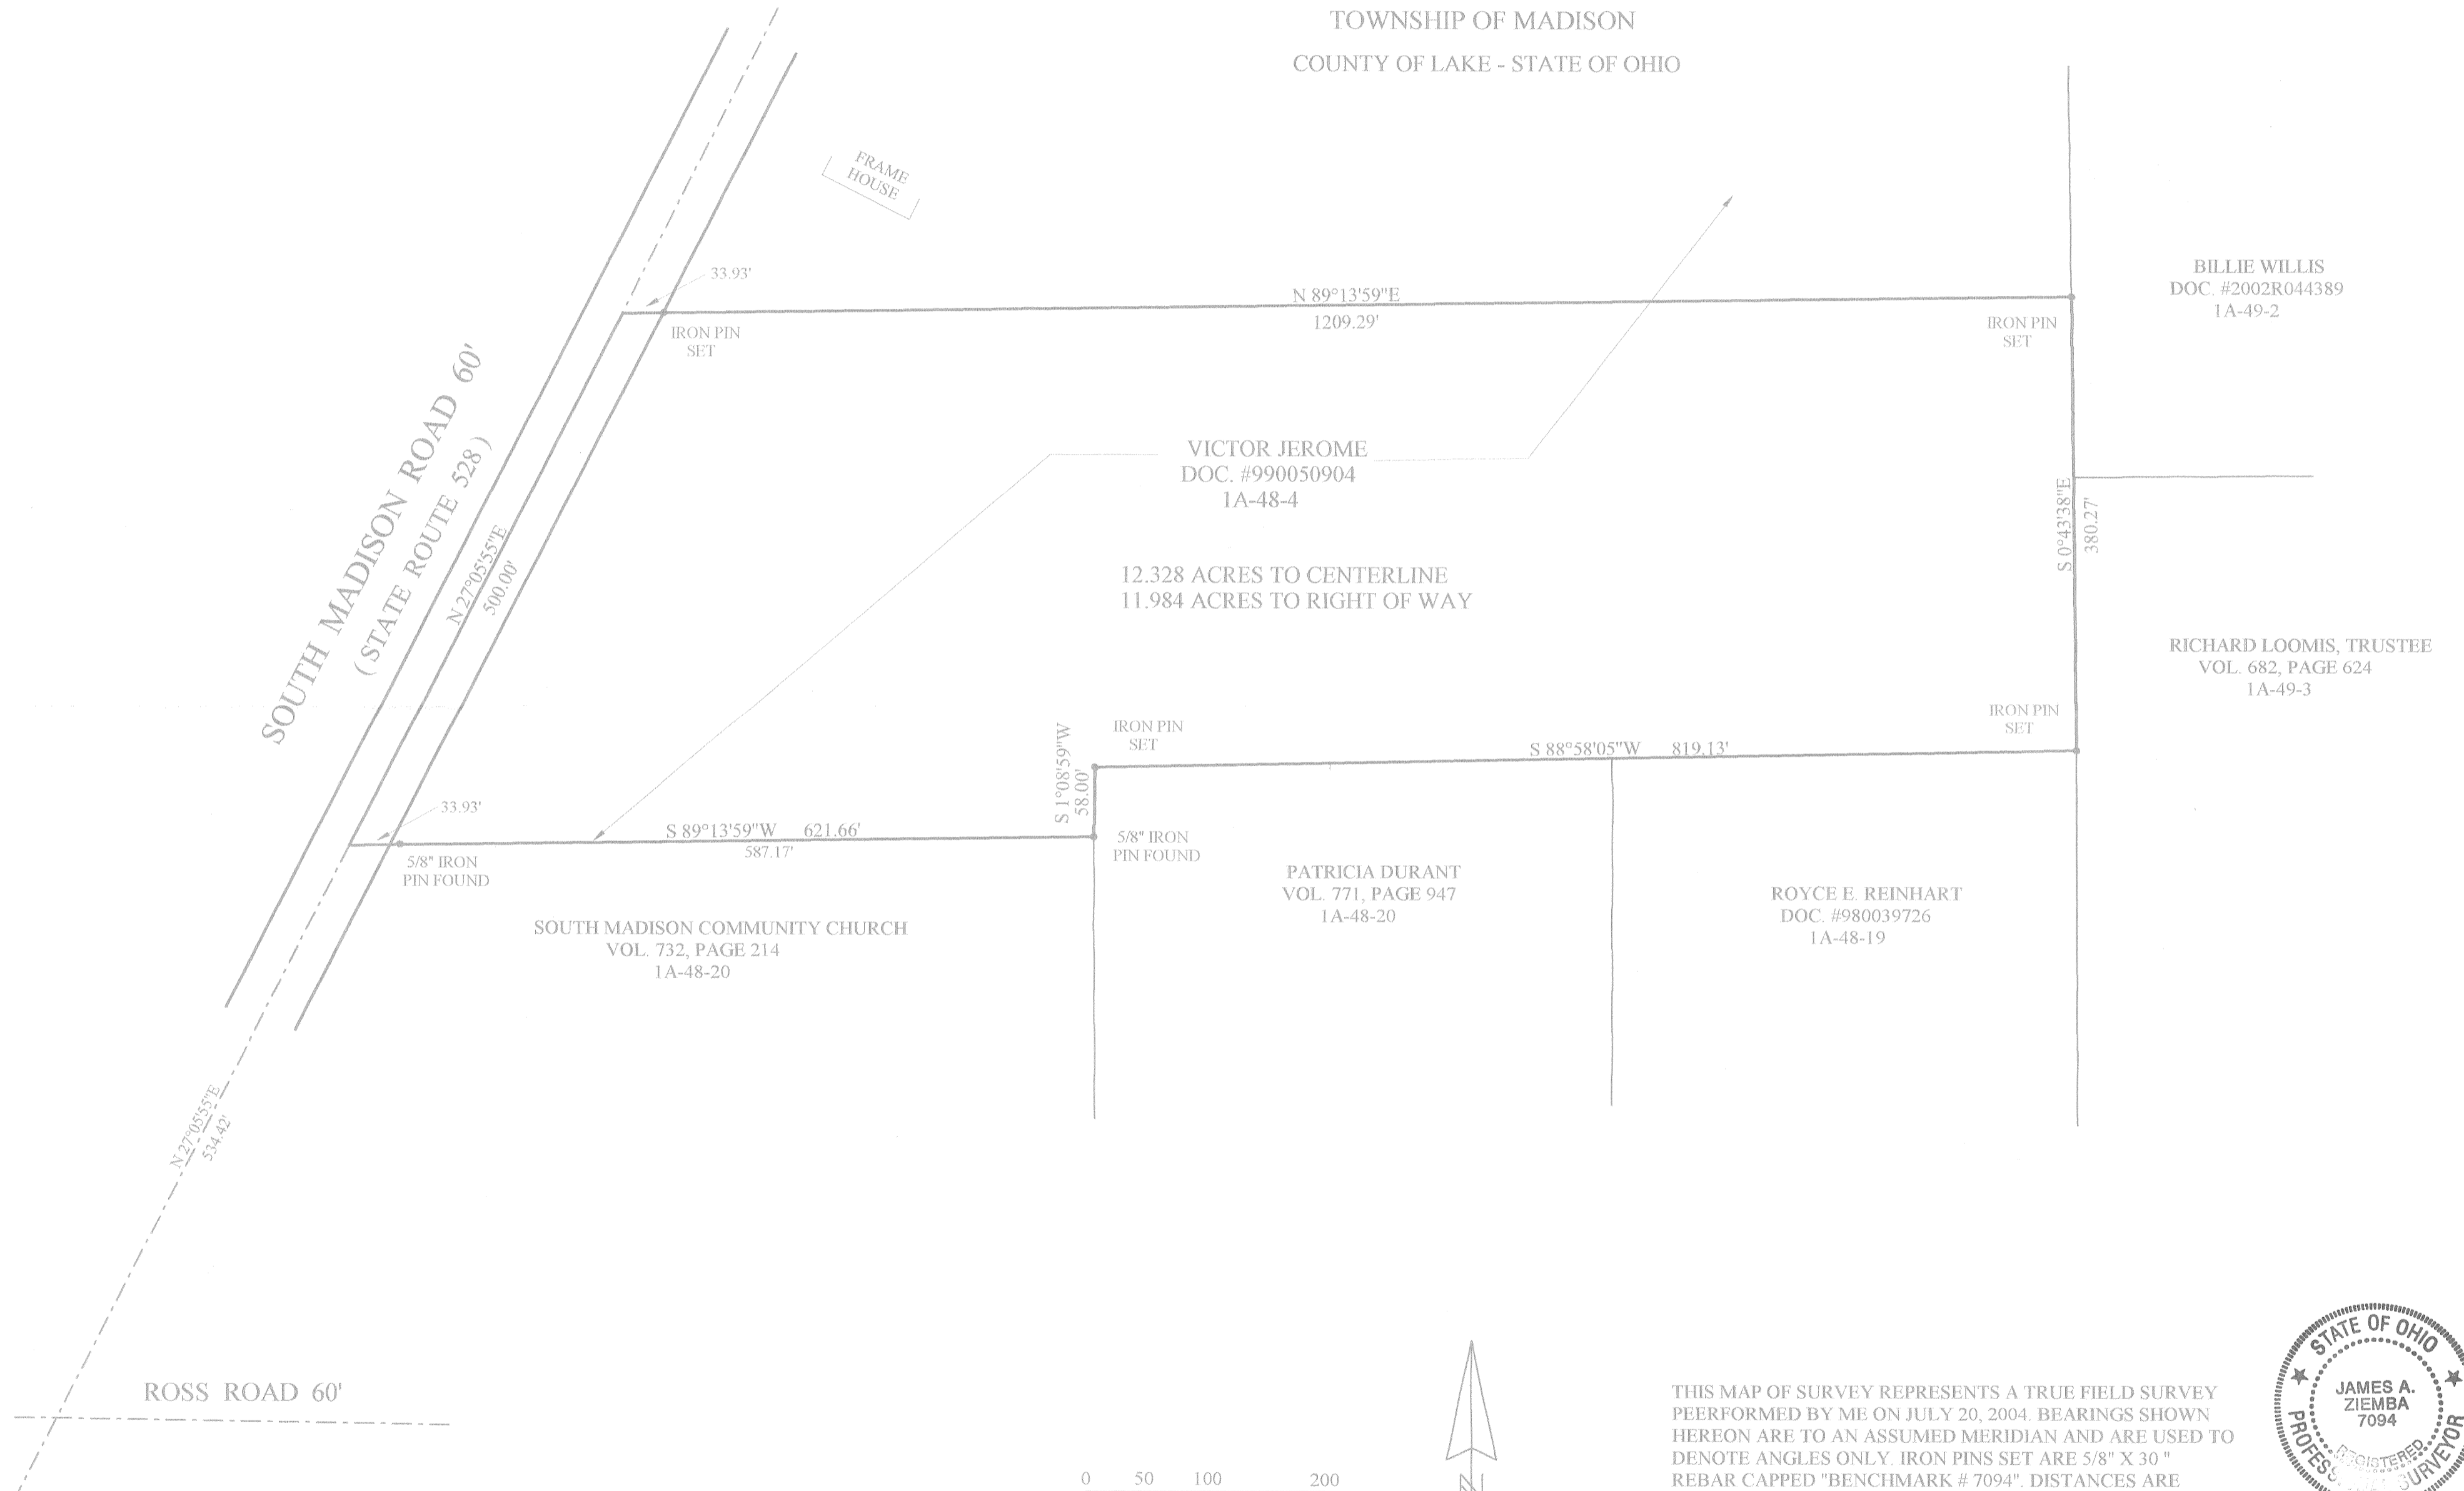 TOWNSHIP OF MADISON
COUNTY OF LAKE - STATE OF OHIO
FRAME
HOUSE
33.93'
N 89°13'59"E
1209.29'
IRON PIN
SET
IRON PIN
SET
BILLIE WILLIS
DOC. #2002R044389
1A-49-2
SOUTH MADISON ROAD 60'
( STATE ROUTE 528 )
N 27°05'55"E
500.00'
VICTOR JEROME
DOC. #990050904
1A-48-4
12.328 ACRES TO CENTERLINE
11.984 ACRES TO RIGHT OF WAY
S 0°43'38"E
380.27'
RICHARD LOOMIS, TRUSTEE
VOL. 682, PAGE 624
1A-49-3
IRON PIN
SET
IRON PIN
SET
S 88°58'05"W 819.13'
S 1°08'59"W
58.00'
33.93'
S 89°13'59"W 621.66'
587.17'
5/8" IRON
PIN FOUND
5/8" IRON
PIN FOUND
SOUTH MADISON COMMUNITY CHURCH
VOL. 732, PAGE 214
1A-48-20
PATRICIA DURANT
VOL. 771, PAGE 947
1A-48-20
ROYCE E. REINHART
DOC. #980039726
1A-48-19
N 27°05'55"E
534.42'
ROSS ROAD 60'
0 50 100 200
N
THIS MAP OF SURVEY REPRESENTS A TRUE FIELD SURVEY
PEERFORMED BY ME ON JULY 20, 2004. BEARINGS SHOWN
HEREON ARE TO AN ASSUMED MERIDIAN AND ARE USED TO
DENOTE ANGLES ONLY. IRON PINS SET ARE 5/8" X 30 "
REBAR CAPPED "BENCHMARK # 7094". DISTANCES ARE
STATE OF OHIO
JAMES A.
ZIEMBA
7094
REGISTERED
SURVEYOR